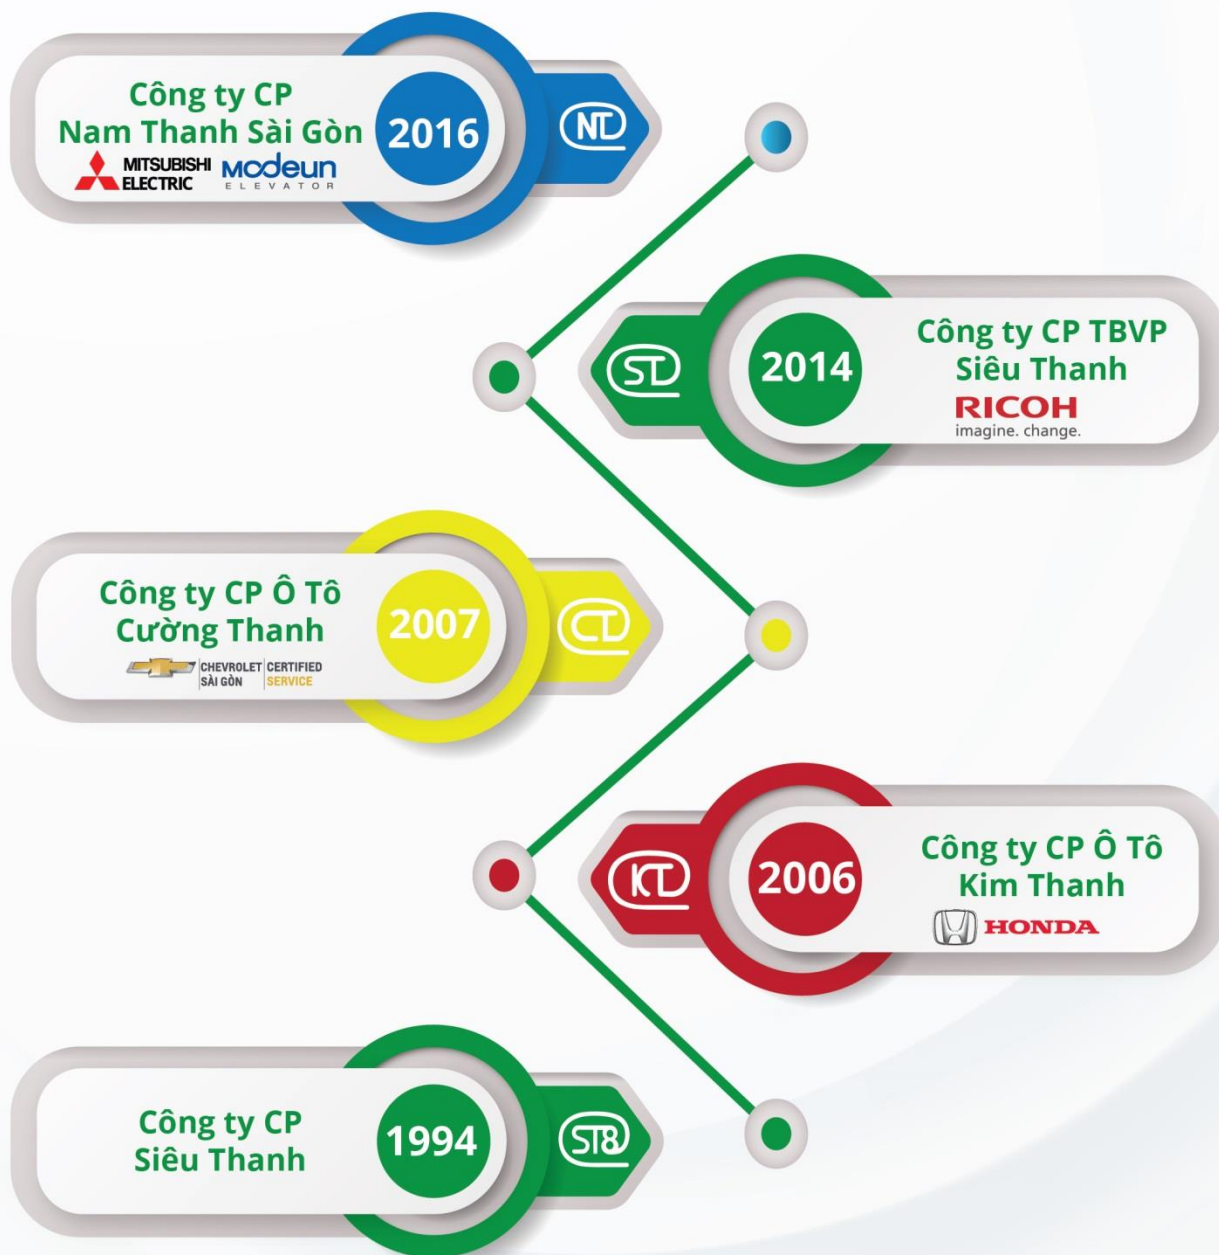 Công ty CP
Nam Thanh Sài Gòn
MITSUBISHI
ELECTRIC
Modeun
ELEVATOR
2016
NT
ST
2014
Công ty CP TBVP
Siêu Thanh
RICOH
imagine. change.
Công ty CP Ô Tô
Cường Thanh
CHEVROLET
SÀI GÒN
CERTIFIED
SERVICE
2007
CT
KT
2006
Công ty CP Ô Tô
Kim Thanh
HONDA
Công ty CP
Siêu Thanh
1994
ST8